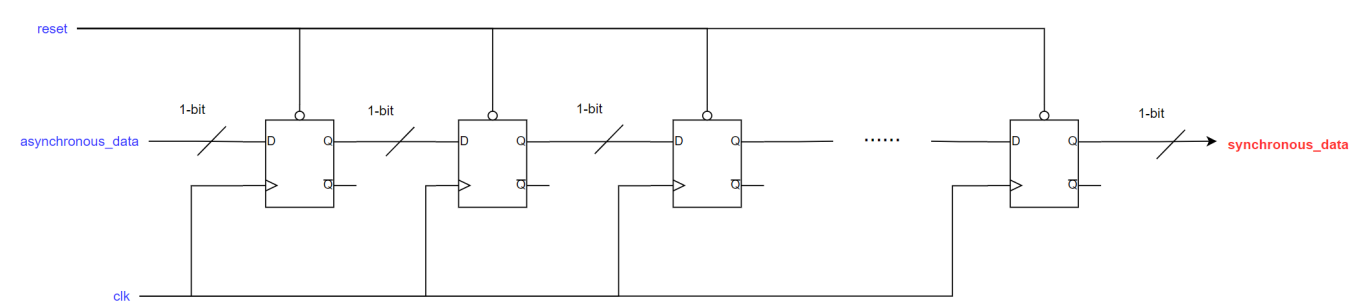 reset
1-bit
1-bit
1-bit
1-bit
asynchronous_data
D
Q
D
Q
D
Q
......
D
Q
synchronous_data
Q
Q
Q
Q
clk